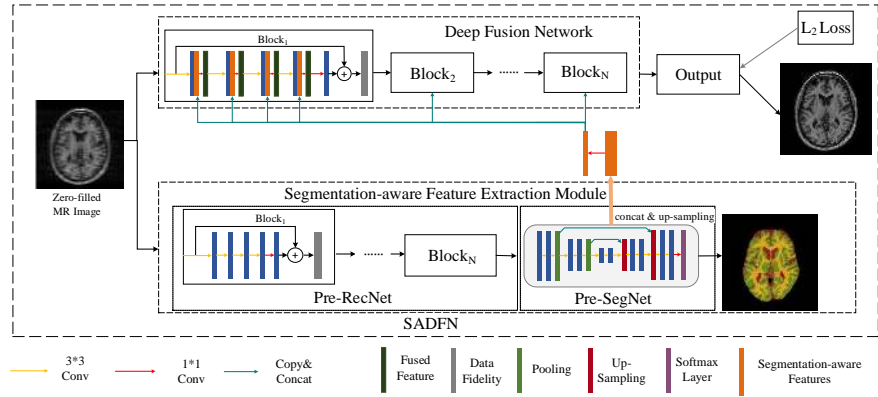 Deep Fusion Network
L₂ Loss
Block₁
Block₂
......
Block_N
Output
Zero-filled
MR Image
Segmentation-aware Feature Extraction Module
Block₁
......
Block_N
concat & up-sampling
Pre-RecNet
Pre-SegNet
SADFN
3*3
Conv
1*1
Conv
Copy&
Concat
Fused
Feature
Data
Fidelity
Pooling
Up-
Sampling
Softmax
Layer
Segmentation-aware
Features